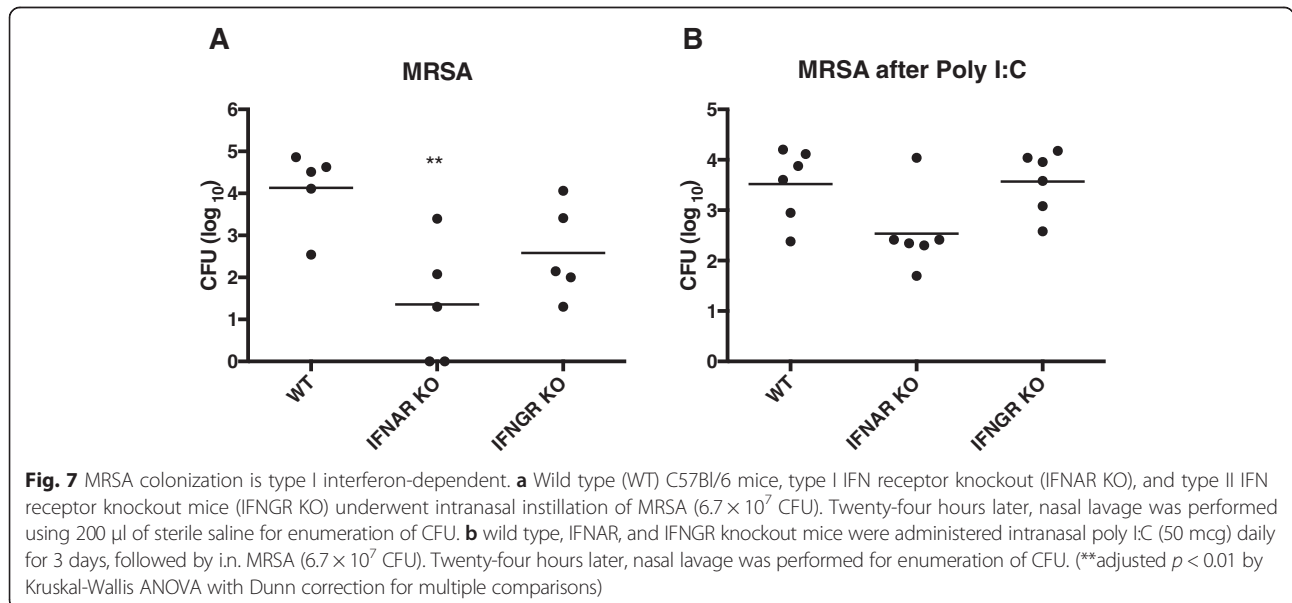 A
MRSA
6
5
4
3
2
1
0
CFU (log 10)
**
WT
IFNAR KO
IFNGR KO
B
MRSA after Poly I:C
5
4
3
2
1
0
CFU (log 10)
WT
IFNAR KO
IFNGR KO
Fig. 7 MRSA colonization is type I interferon-dependent. a Wild type (WT) C57Bl/6 mice, type I IFN receptor knockout (IFNAR KO), and type II IFN
receptor knockout mice (IFNGR KO) underwent intranasal instillation of MRSA (6.7 × 10⁷ CFU). Twenty-four hours later, nasal lavage was performed
using 200 μl of sterile saline for enumeration of CFU. b wild type, IFNAR, and IFNGR knockout mice were administered intranasal poly I:C (50 mcg) daily
for 3 days, followed by i.n. MRSA (6.7 × 10⁷ CFU). Twenty-four hours later, nasal lavage was performed for enumeration of CFU. (**adjusted p < 0.01 by
Kruskal-Wallis ANOVA with Dunn correction for multiple comparisons)